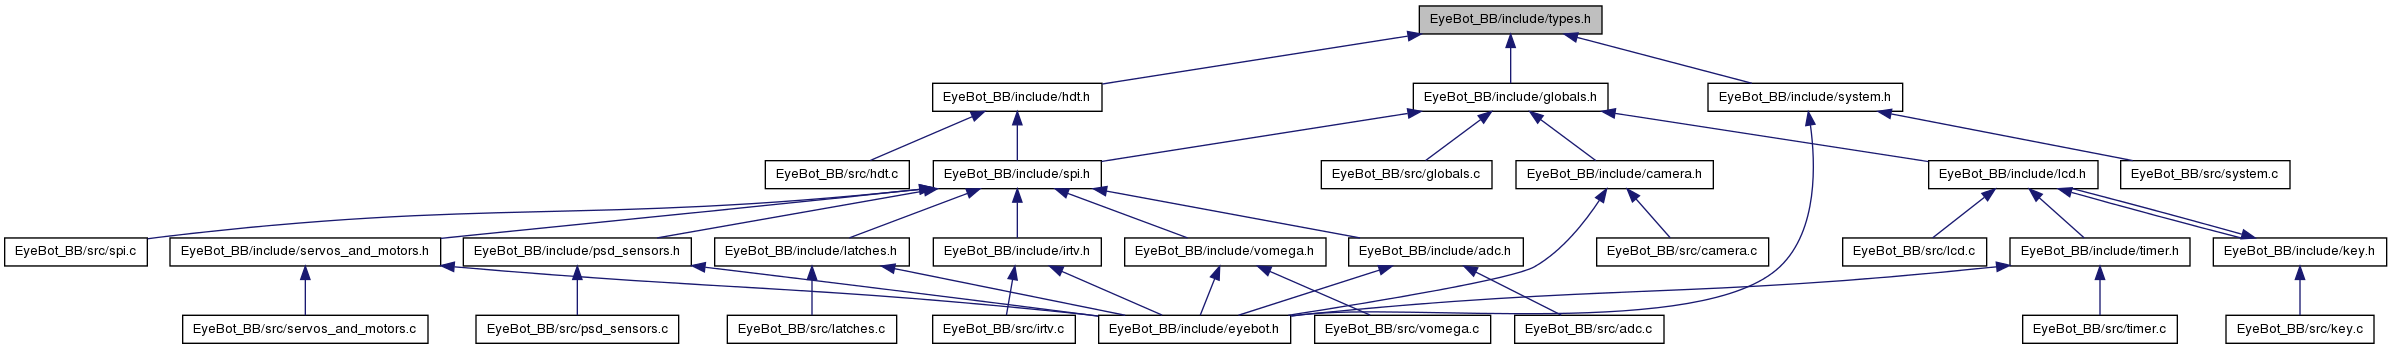 EyeBot_BB/include/types.h
EyeBot_BB/include/hdt.h
EyeBot_BB/include/globals.h
EyeBot_BB/include/system.h
EyeBot_BB/src/hdt.c
EyeBot_BB/include/spi.h
EyeBot_BB/src/globals.c
EyeBot_BB/include/camera.h
EyeBot_BB/include/lcd.h
EyeBot_BB/src/system.c
EyeBot_BB/src/spi.c
EyeBot_BB/include/servos_and_motors.h
EyeBot_BB/include/psd_sensors.h
EyeBot_BB/include/latches.h
EyeBot_BB/include/irtv.h
EyeBot_BB/include/vomega.h
EyeBot_BB/include/adc.h
EyeBot_BB/src/camera.c
EyeBot_BB/src/lcd.c
EyeBot_BB/include/timer.h
EyeBot_BB/include/key.h
EyeBot_BB/src/servos_and_motors.c
EyeBot_BB/src/psd_sensors.c
EyeBot_BB/src/latches.c
EyeBot_BB/src/irtv.c
EyeBot_BB/include/eyebot.h
EyeBot_BB/src/vomega.c
EyeBot_BB/src/adc.c
EyeBot_BB/src/timer.c
EyeBot_BB/src/key.c